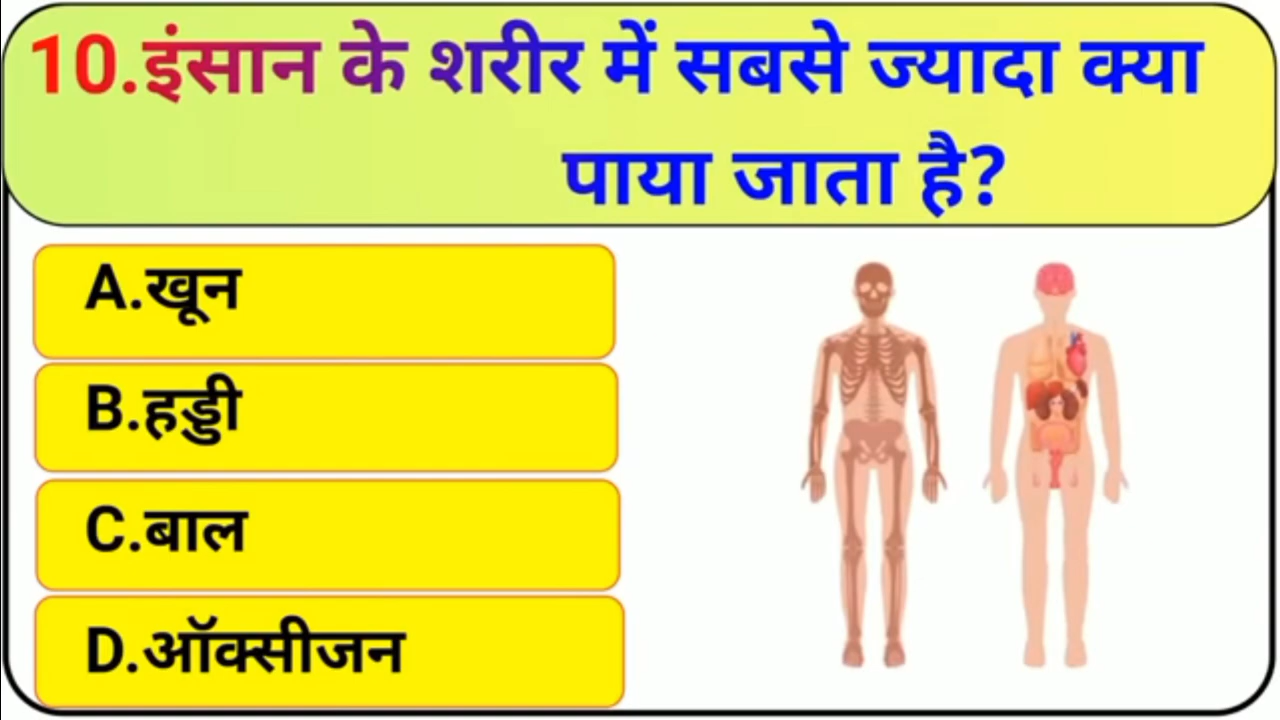 10.इंसान के शरीर में सबसे ज्यादा क्या
पाया जाता है?
A.खून
B.हड्डी
C.बाल
D.ऑक्सीजन